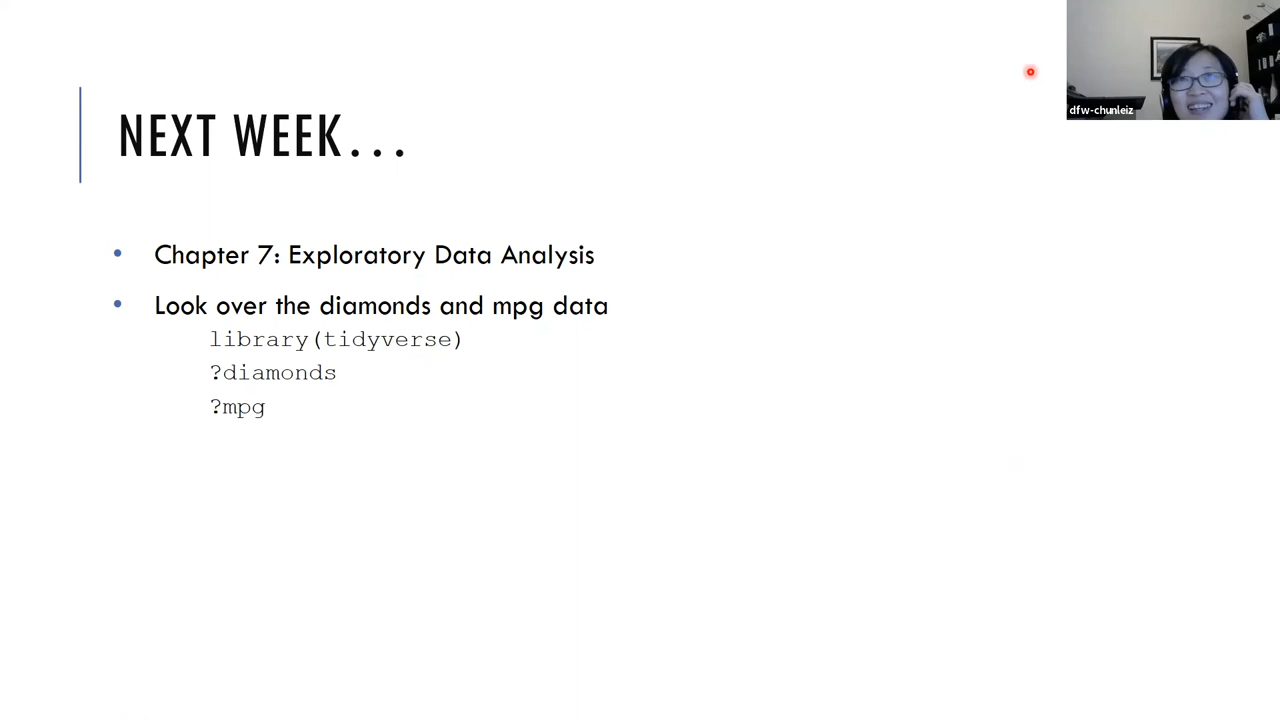 dfw-chunleiz
NEXT WEEK...
• Chapter 7: Exploratory Data Analysis
• Look over the diamonds and mpg data
library(tidyverse)
?diamonds
?mpg